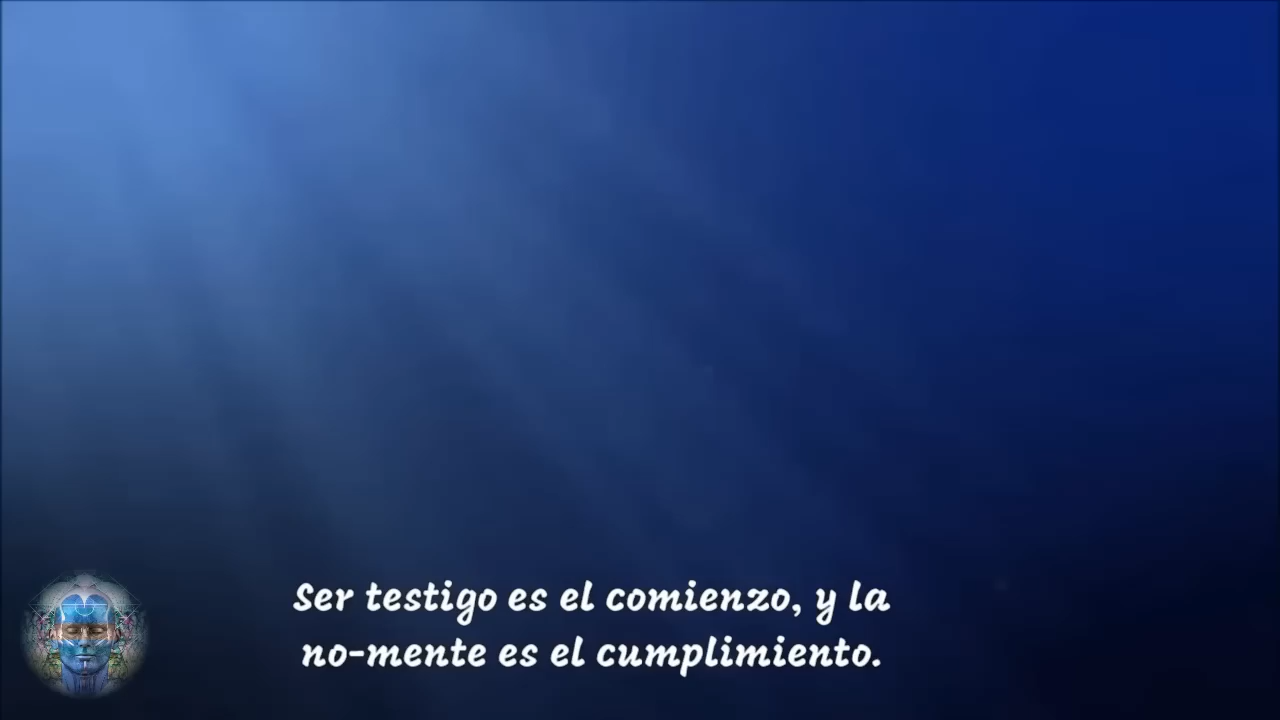 Ser testigo es el comienzo, y la
no-mente es el cumplimiento.